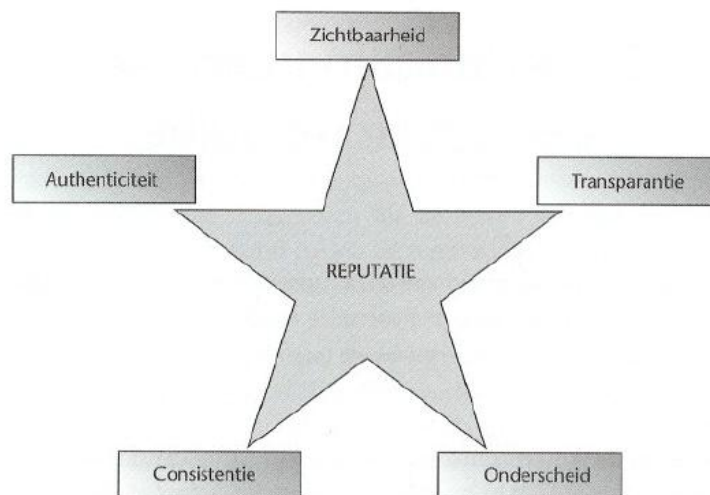 Zichtbaarheid
Authenticiteit
Transparantie
REPUTATIE
Consistentie
Onderscheid